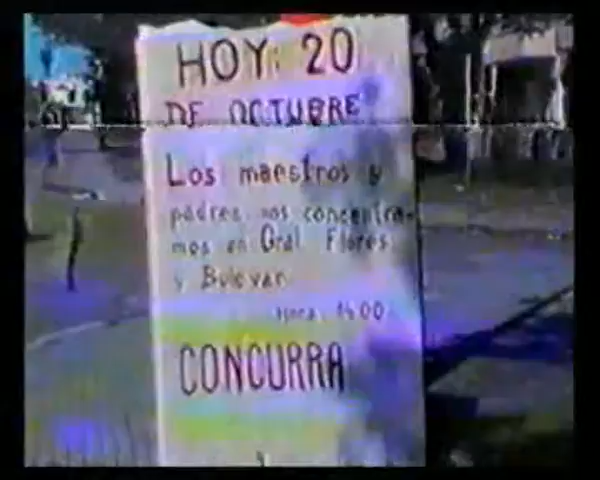 HOY: 20
DE OCTUBRE
Los maestros y
padres nos concentra-
mos en Gral Flores
y Bulevar
Hora: 14 00
CONCURRA